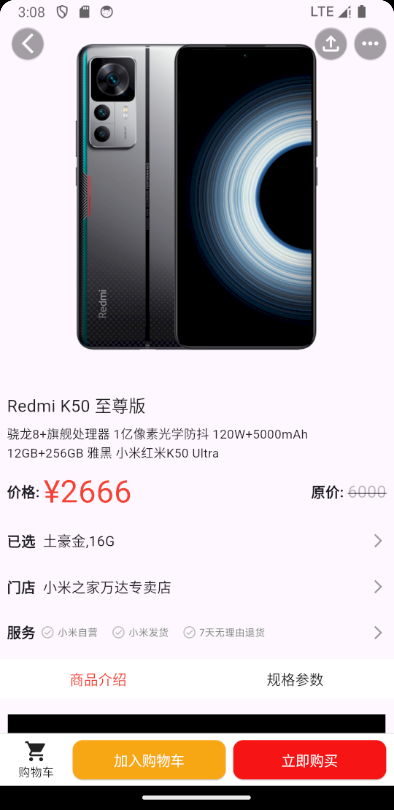 3:08
LTE
Redmi
Redmi K50 至尊版
骁龙8+旗舰处理器 1亿像素光学防抖 120W+5000mAh
12GB+256GB 雅黑 小米红米K50 Ultra
价格: ¥2666
原价: 6000
已选 土豪金,16G
门店 小米之家万达专卖店
服务 小米自营 小米发货 7天无理由退货
商品介绍 规格参数
购物车 加入购物车 立即购买